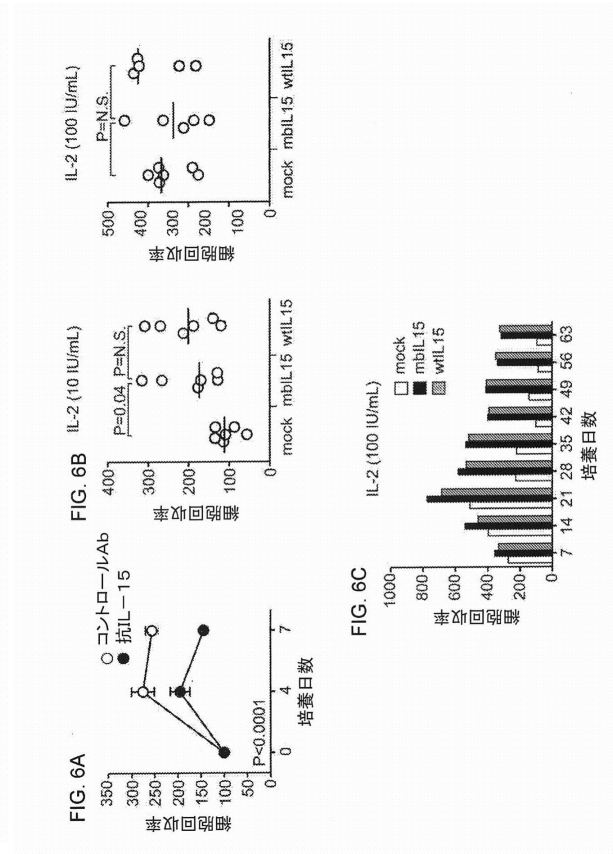 FIG. 6A
コントロールAb
抗IL－15
細胞回収率
350
300
250
200
150
100
50
0
P<0.0001
0 4 7
培養日数
FIG. 6B
IL-2 (10 IU/mL)
P=0.04 P=N.S.
細胞回収率
400
300
200
100
0
mock mbIL15 wtIL15
IL-2 (100 IU/mL)
P=N.S.
細胞回収率
500
400
300
200
100
0
mock mbIL15 wtIL15
FIG. 6C
IL-2 (100 IU/mL)
mock
mbIL15
wtIL15
細胞回収率
1000
800
600
400
200
0
7 14 21 28 35 42 49 56 63
培養日数